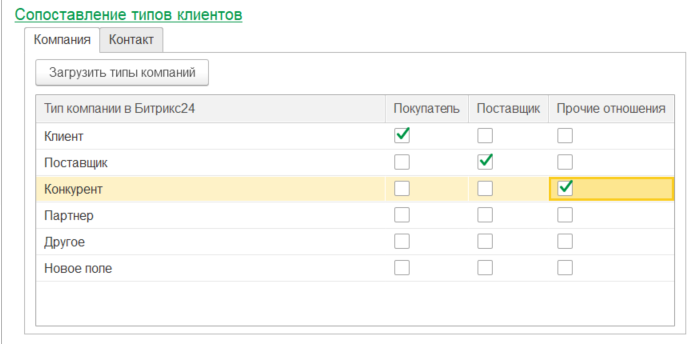 Сопоставление типов клиентов
Компания Контакт
Загрузить типы компаний
Тип компании в Битрикс24 Покупатель Поставщик Прочие отношения
Клиент
Поставщик
Конкурент
Партнер
Другое
Новое поле